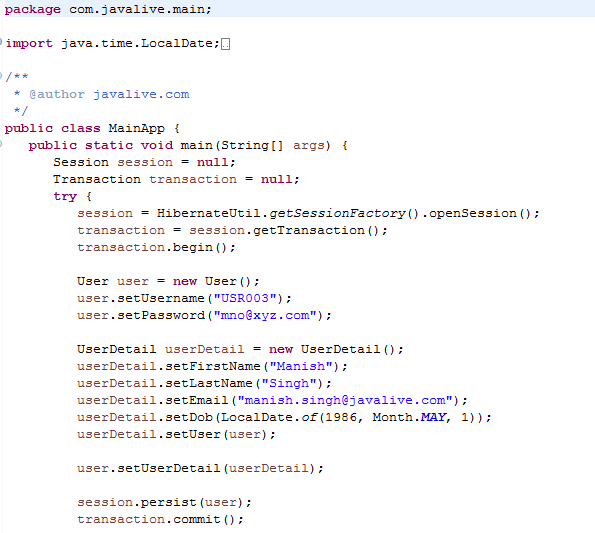 package com.javalive.main;
import java.time.LocalDate;
/**
 * @author javalive.com
 */
public class MainApp {
   public static void main(String[] args) {
      Session session = null;
      Transaction transaction = null;
      try {
         session = HibernateUtil.getSessionFactory().openSession();
         transaction = session.getTransaction();
         transaction.begin();
         User user = new User();
         user.setUsername("USR003");
         user.setPassword("mno@xyz.com");
         UserDetail userDetail = new UserDetail();
         userDetail.setFirstName("Manish");
         userDetail.setLastName("Singh");
         userDetail.setEmail("manish.singh@javalive.com");
         userDetail.setDob(LocalDate.of(1986, Month.MAY, 1));
         userDetail.setUser(user);
         user.setUserDetail(userDetail);
         session.persist(user);
         transaction.commit();